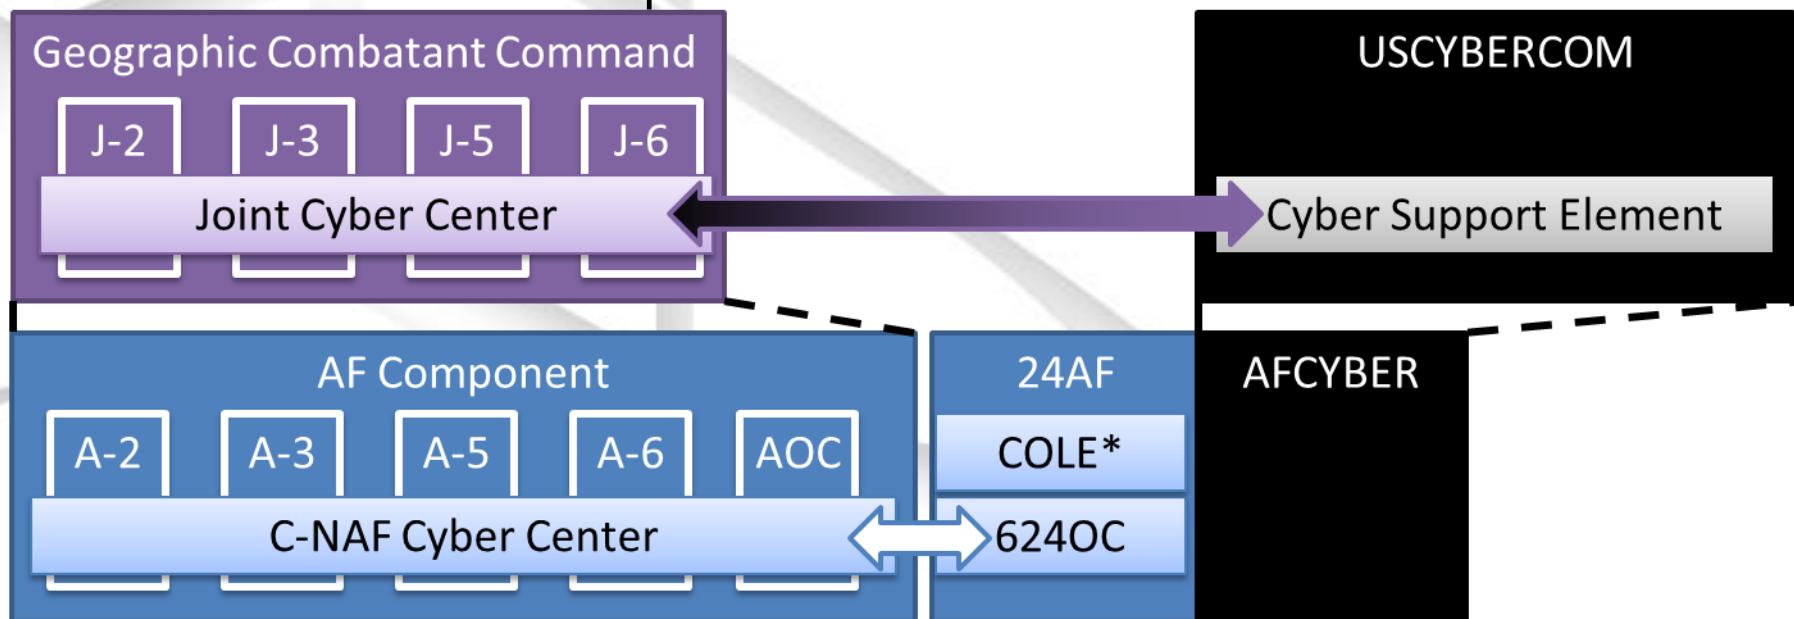 Geographic Combatant Command
J-2 J-3 J-5 J-6
Joint Cyber Center
USCYBERCOM
Cyber Support Element
AF Component
A-2 A-3 A-5 A-6 AOC
C-NAF Cyber Center
24AF
COLE*
624OC
AFCYBER